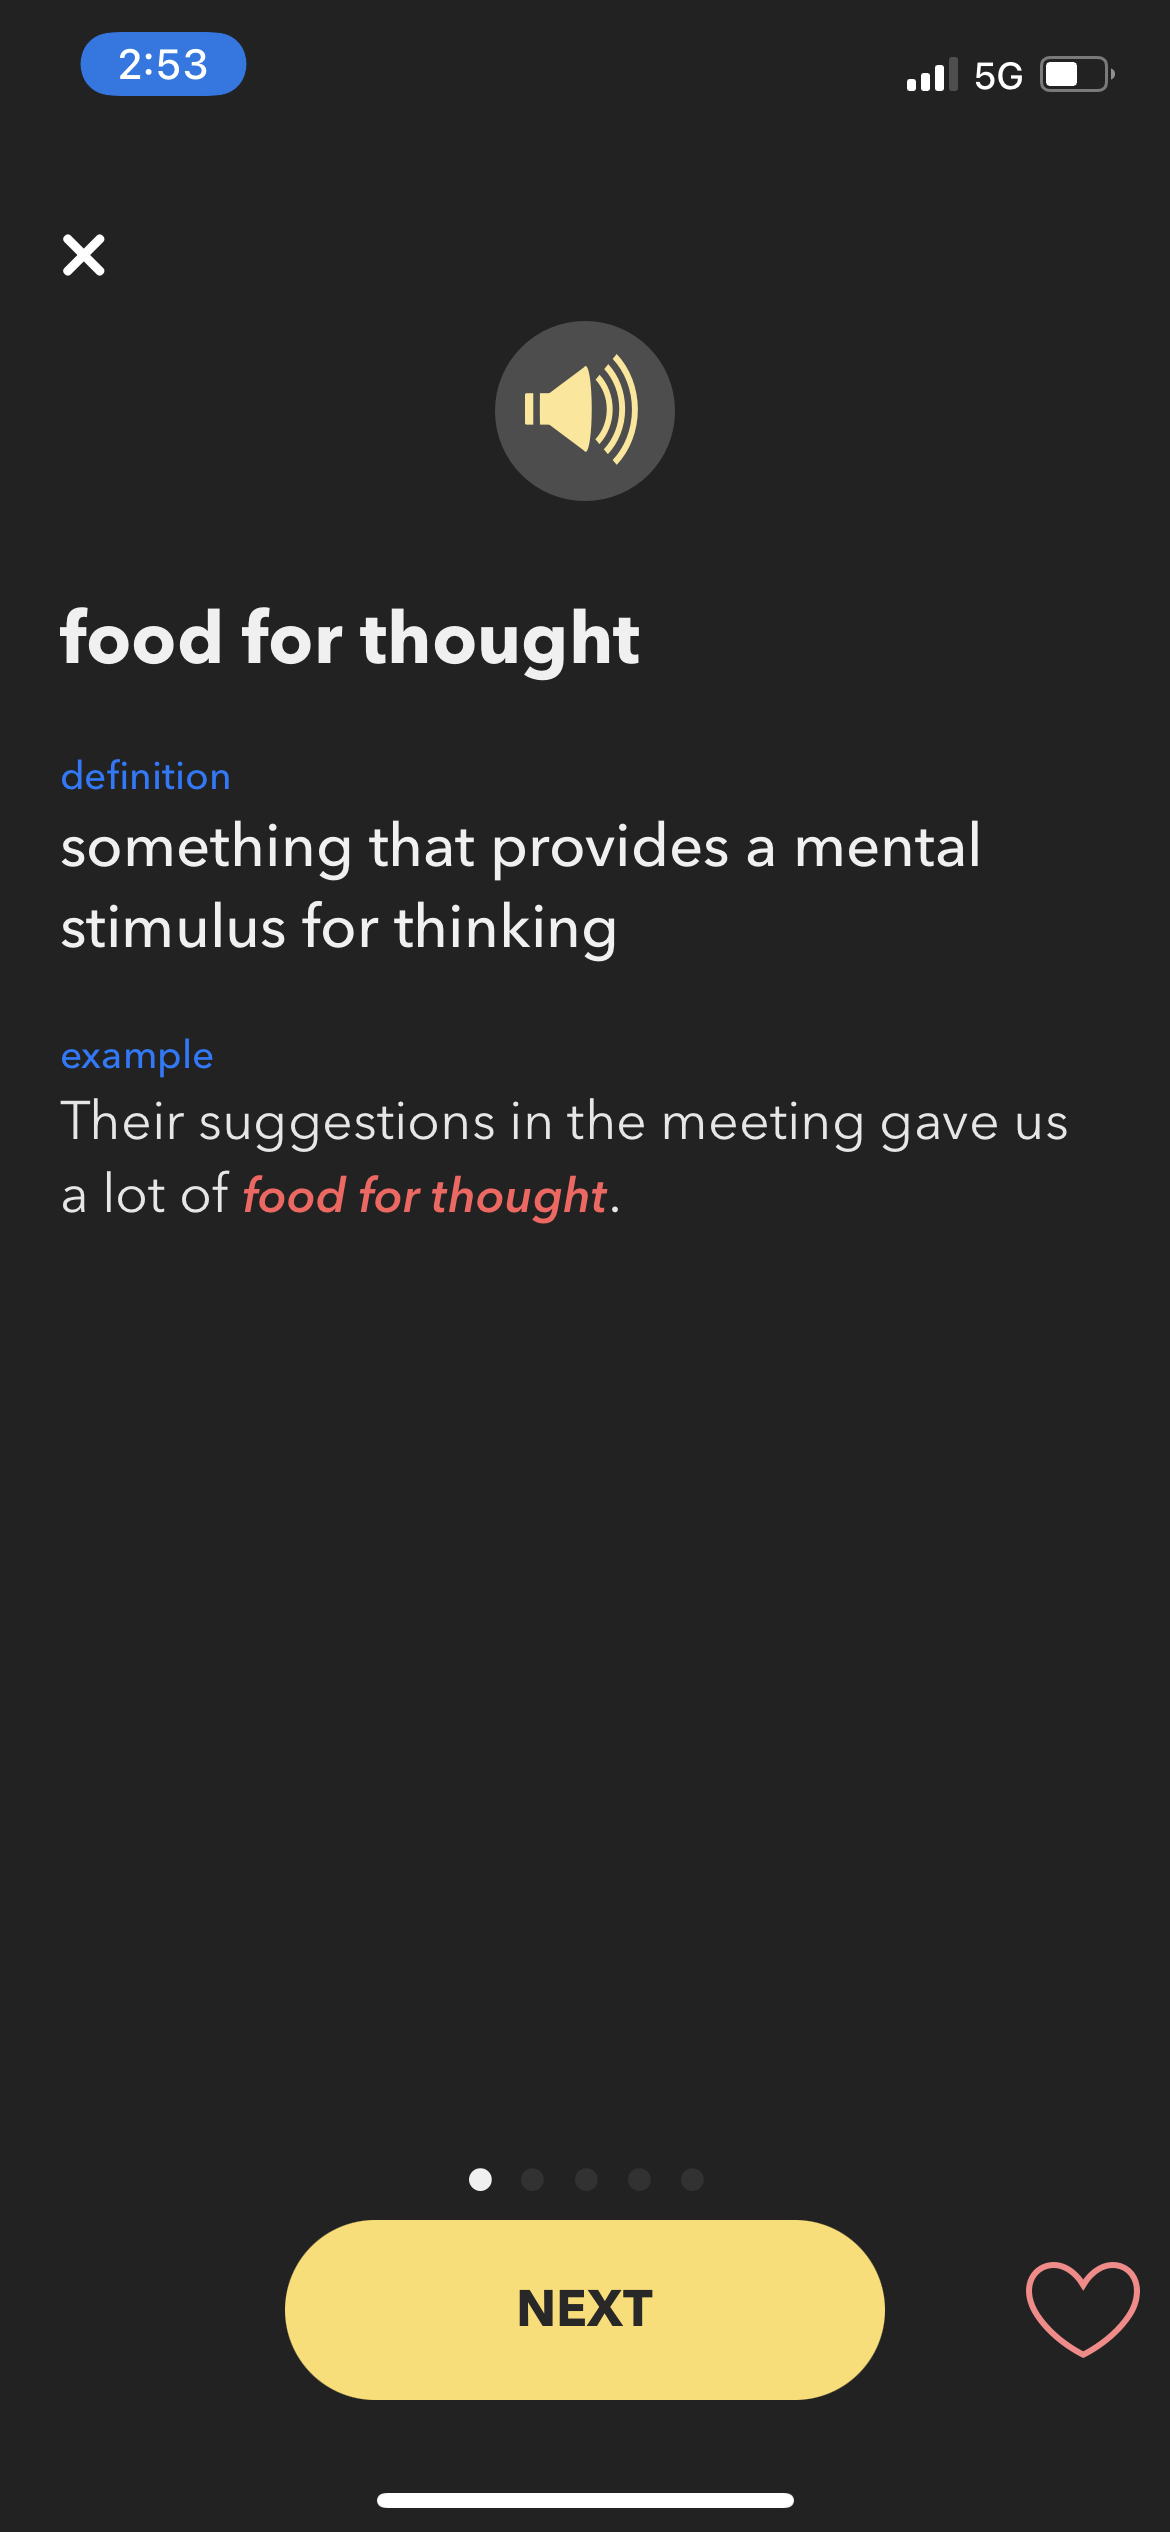 2:53
5G
food for thought
definition
something that provides a mental
stimulus for thinking
example
Their suggestions in the meeting gave us
a lot of food for thought.
NEXT